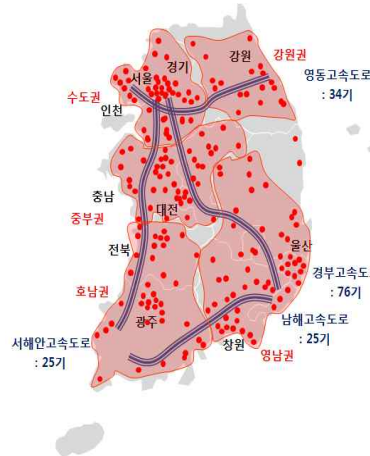 경기
강원
강원권
서울
영동고속도로
: 34기
수도권
인천
충남
대전
중부권
전북
울산
경부고속도로
: 76기
호남권
광주
남해고속도로
: 25기
서해안고속도로
: 25기
창원
영남권